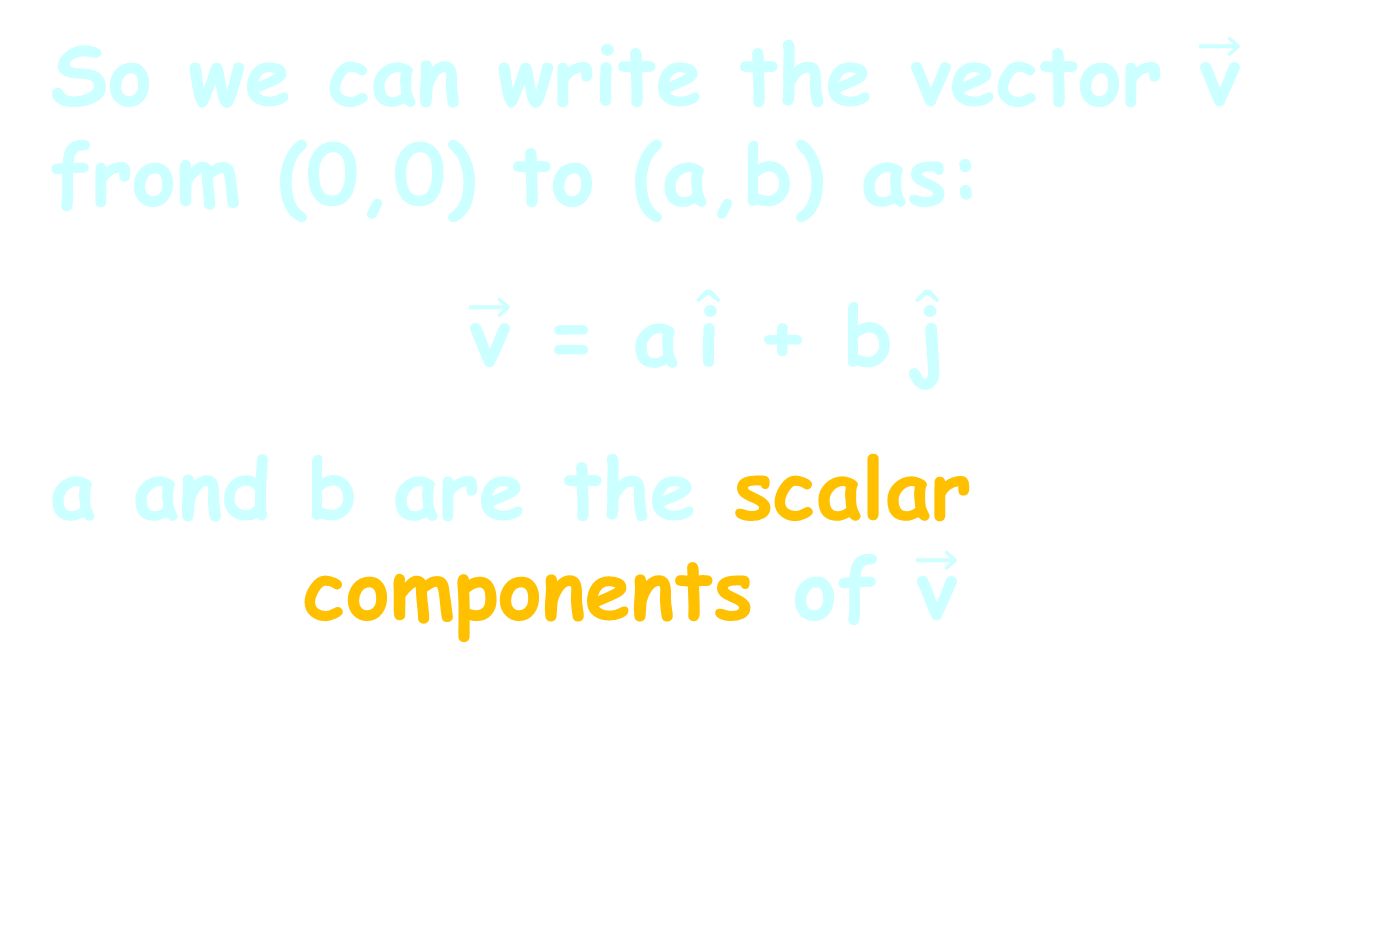 So we can write the vector v⃗
from (0,0) to (a,b) as:
v⃗ = a î + b ĵ
a and b are the scalar
components of v⃗